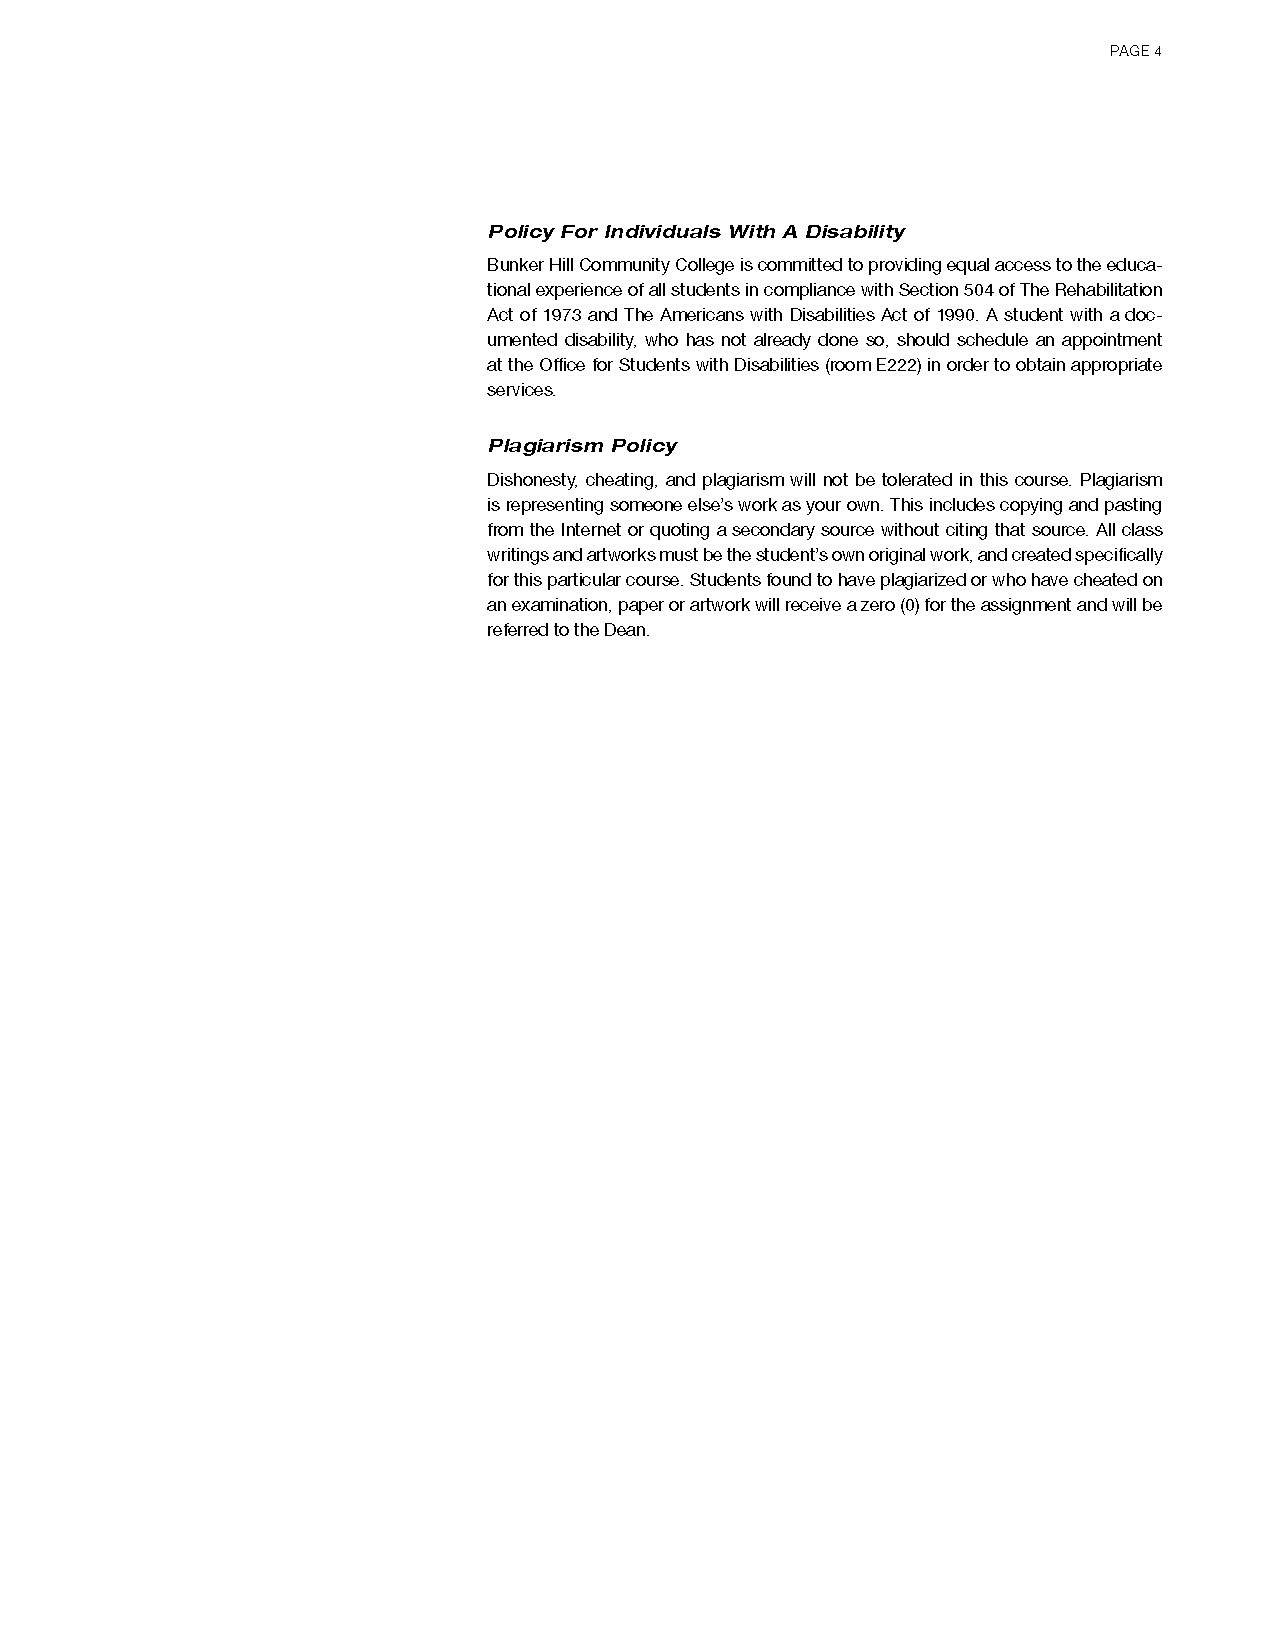 PAGE 4
Policy For Individuals With A Disability
Bunker Hill Community College is committed to providing equal access to the educa-
tional experience of all students in compliance with Section 504 of The Rehabilitation
Act of 1973 and The Americans with Disabilities Act of 1990. A student with a doc-
umented disability, who has not already done so, should schedule an appointment
at the Office for Students with Disabilities (room E222) in order to obtain appropriate
services.
Plagiarism Policy
Dishonesty, cheating, and plagiarism will not be tolerated in this course. Plagiarism
is representing someone else’s work as your own. This includes copying and pasting
from the Internet or quoting a secondary source without citing that source. All class
writings and artworks must be the student’s own original work, and created specifically
for this particular course. Students found to have plagiarized or who have cheated on
an examination, paper or artwork will receive a zero (0) for the assignment and will be
referred to the Dean.